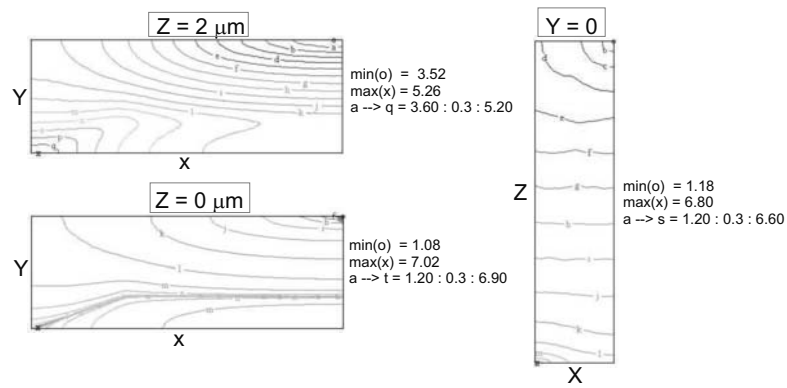 Z = 2 μm
Y
x
min(o) = 3.52
max(x) = 5.26
a --> q = 3.60 : 0.3 : 5.20
Z = 0 μm
Y
x
min(o) = 1.08
max(x) = 7.02
a --> t = 1.20 : 0.3 : 6.90
Y = 0
Z
X
min(o) = 1.18
max(x) = 6.80
a --> s = 1.20 : 0.3 : 6.60